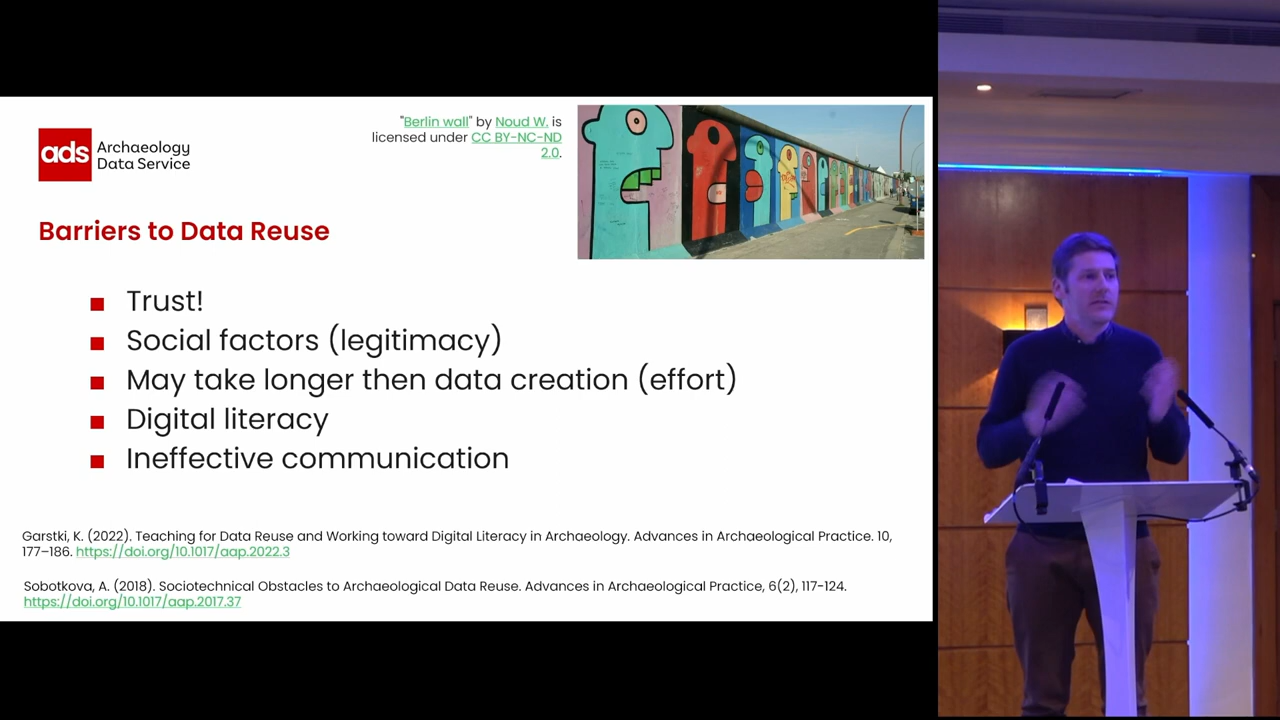 ads Archaeology
Data Service
"Berlin wall" by Noud W. is
licensed under CC BY-NC-ND
2.0.
Barriers to Data Reuse
Trust!
Social factors (legitimacy)
May take longer then data creation (effort)
Digital literacy
Ineffective communication
Garstki, K. (2022). Teaching for Data Reuse and Working toward Digital Literacy in Archaeology. Advances in Archaeological Practice. 10,
177–186. https://doi.org/10.1017/aap.2022.3
Sobotkova, A. (2018). Sociotechnical Obstacles to Archaeological Data Reuse. Advances in Archaeological Practice, 6(2), 117-124.
https://doi.org/10.1017/aap.2017.37